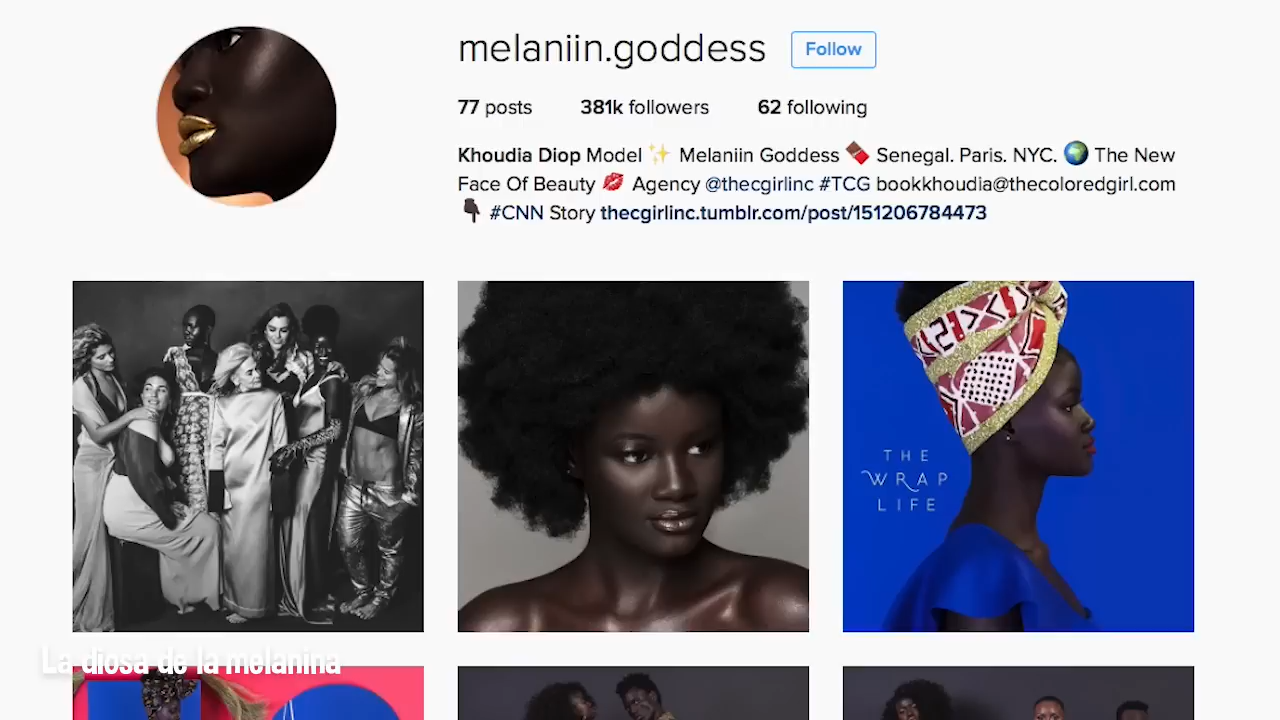 melaniin.goddess
Follow
77 posts 381k followers 62 following
Khoudia Diop Model ✨ Melaniin Goddess 🍫 Senegal. Paris. NYC. 🌍 The New
Face Of Beauty 💋 Agency @thecgirlinc #TCG bookkhoudia@thecoloredgirl.com
👇🏿 #CNN Story thecgirlinc.tumblr.com/post/151206784473
THE
WRAP
LIFE
La diosa de la melanina